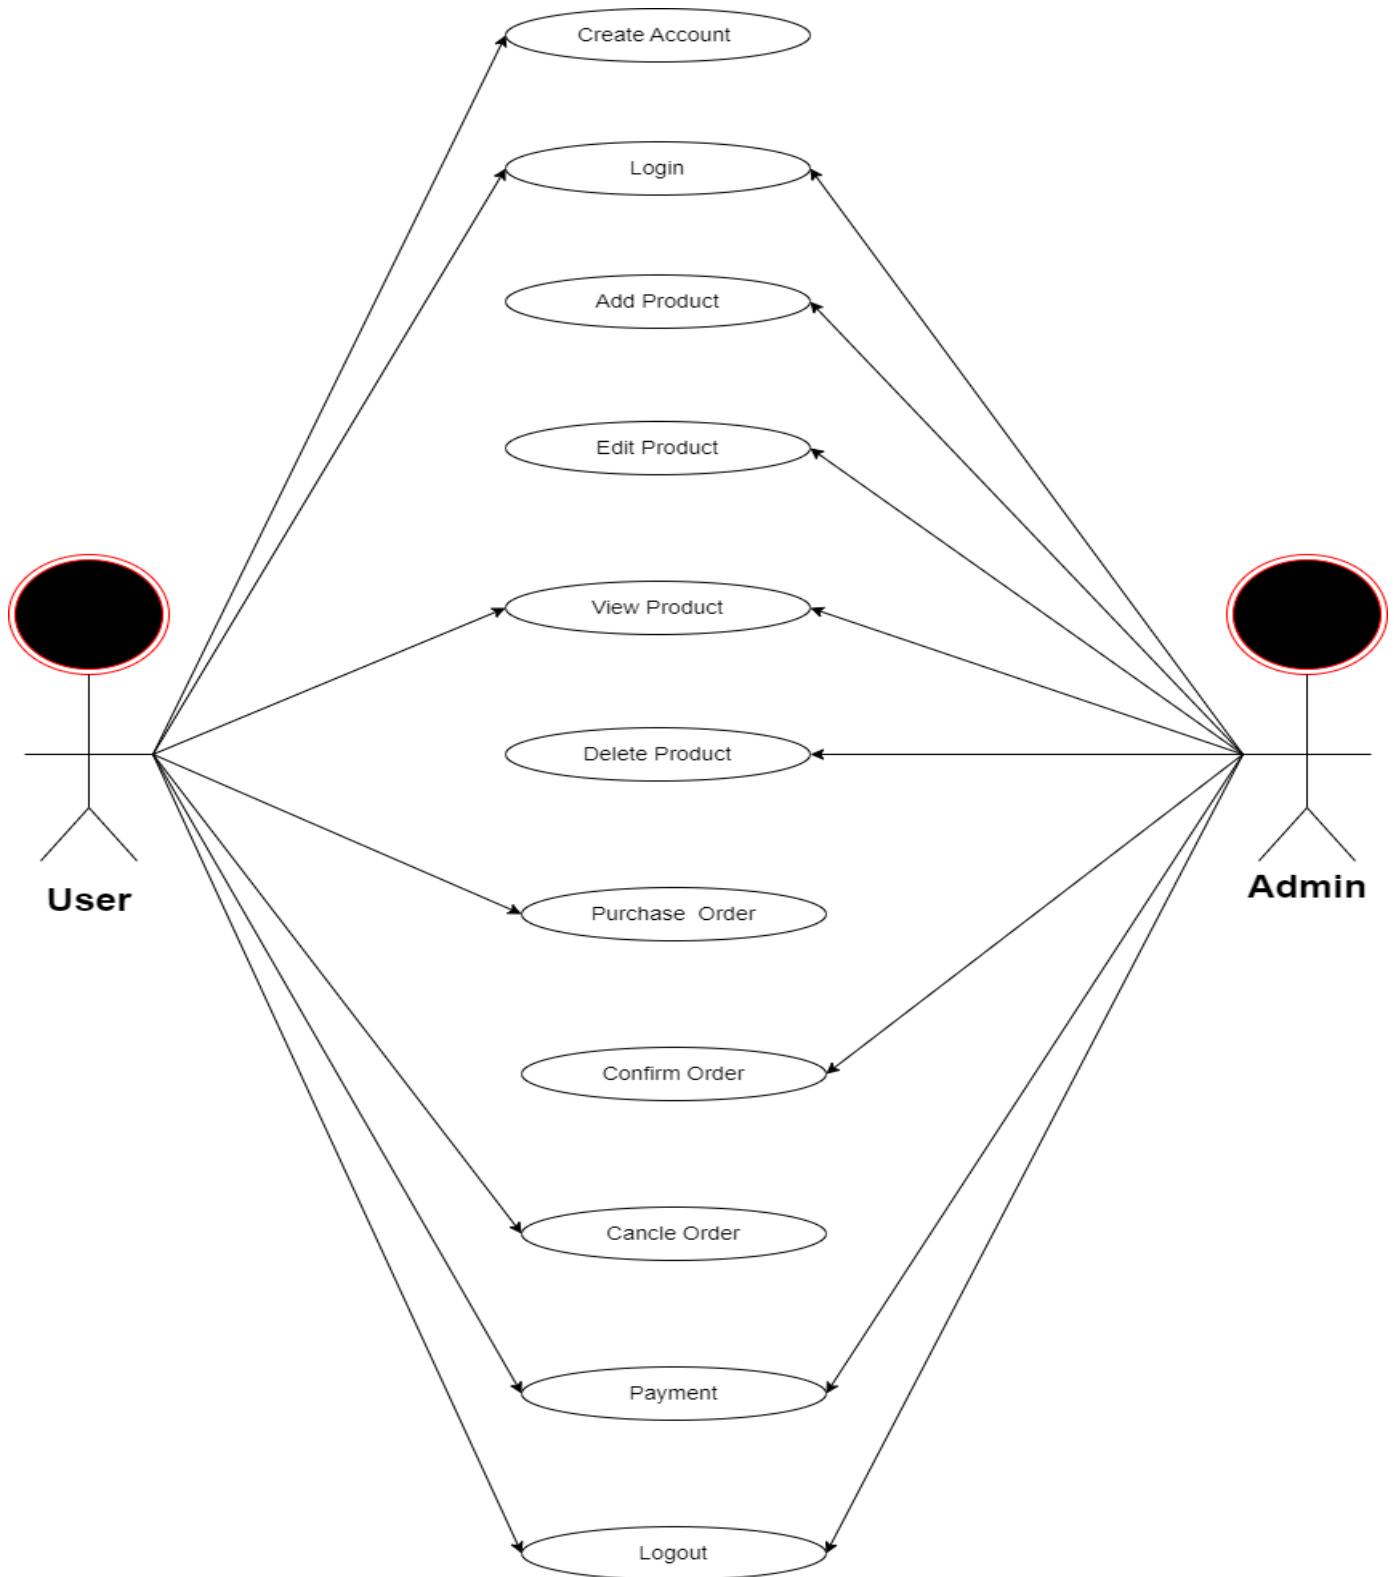 Create Account
Login
Add Product
Edit Product
View Product
Delete Product
User
Admin
Purchase  Order
Confirm Order
Cancle Order
Payment
Logout